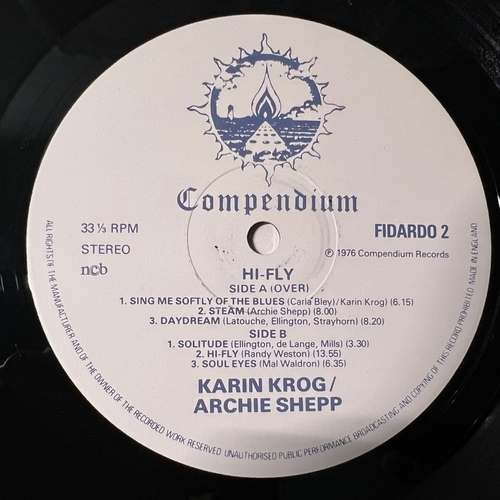 Compendium
33⅓ RPM
STEREO
ncb
FIDARDO 2
℗ 1976 Compendium Records
HI-FLY
SIDE A (OVER)
1. SING ME SOFTLY OF THE BLUES (Carla Bley)/Karin Krog) (6.15)
2. STEAM (Archie Shepp) (8.00)
3. DAYDREAM (Latouche, Ellington, Strayhorn) (8.20)
SIDE B
1. SOLITUDE (Ellington, de Lange, Mills) (3.30)
2. HI-FLY (Randy Weston) (13.55)
3. SOUL EYES (Mal Waldron) (6.35)
KARIN KROG /
ARCHIE SHEPP
ALL RIGHTS OF THE MANUFACTURER AND OF THE OWNER OF THE RECORDED WORK RESERVED UNAUTHORISED PUBLIC PERFORMANCE BROADCASTING AND COPYING OF THIS RECORD PROHIBITED MADE IN ENGLAND